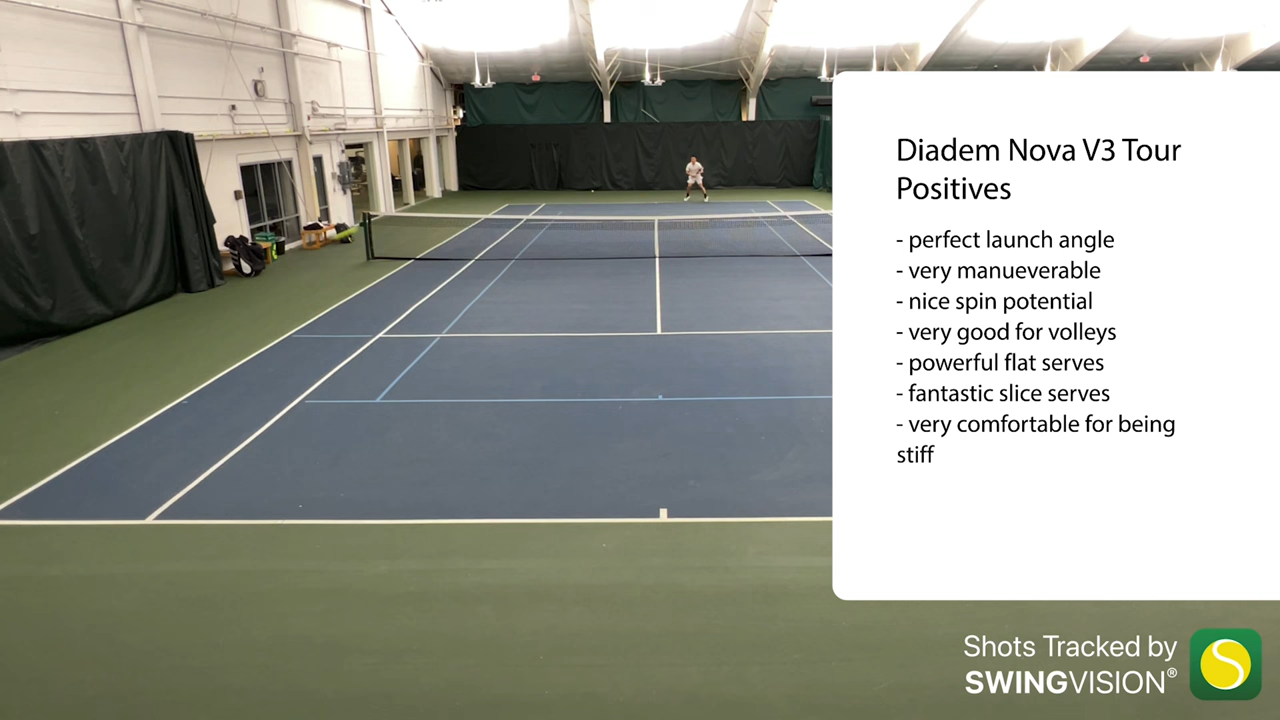 Diadem Nova V3 Tour
Positives
- perfect launch angle
- very manueverable
- nice spin potential
- very good for volleys
- powerful flat serves
- fantastic slice serves
- very comfortable for being
stiff
Shots Tracked by
SWINGVISION®